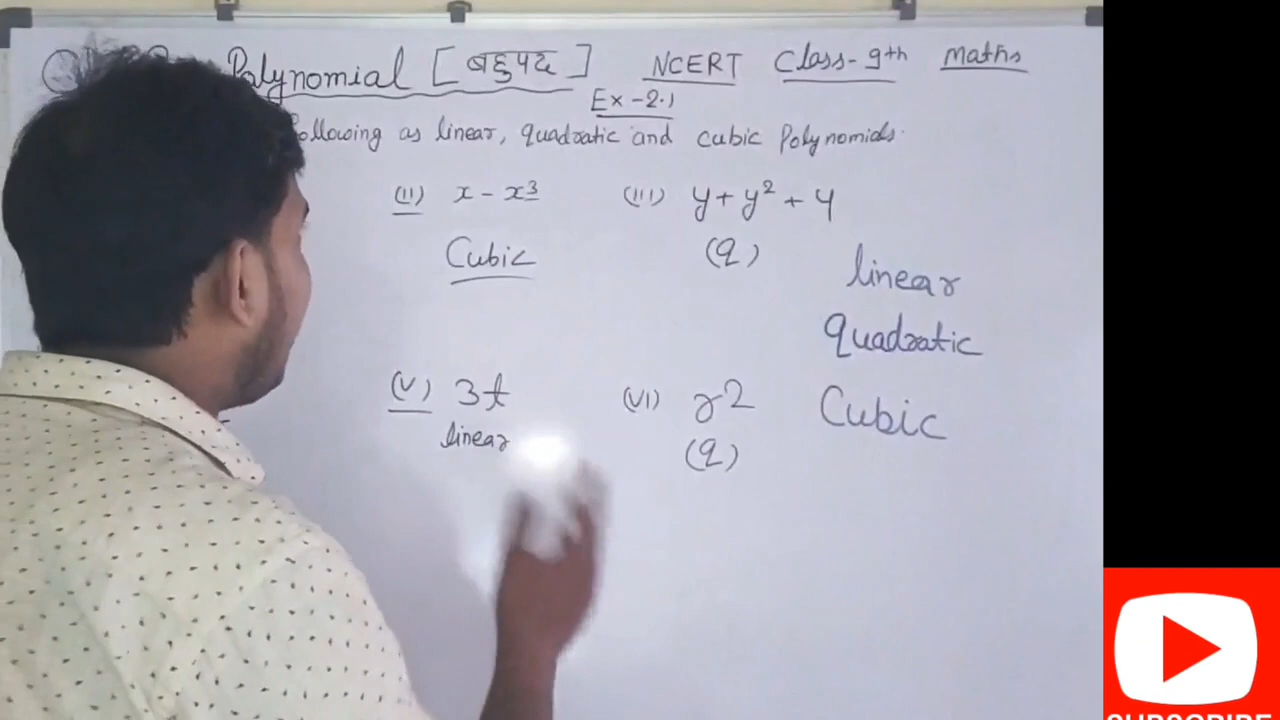 Polynomial [बहुपद] NCERT Class-9th maths
Ex-2.1
following as linear, quadratic and cubic Polynomials.
(II) x - x³ (III) y + y² + 4
Cubic (q)
linear
quadratic
(V) 3t (VI) r2 Cubic
linear (q)
SUBSCRIBE